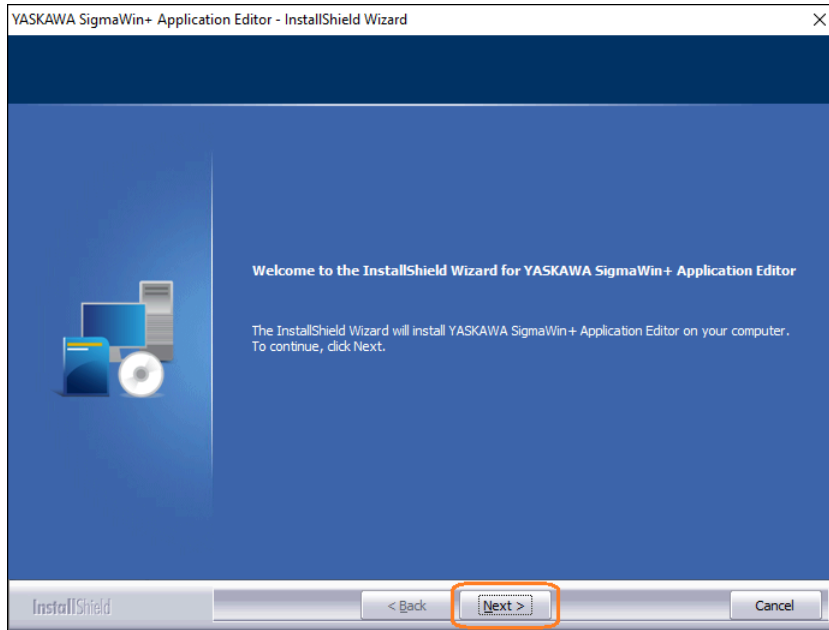 YASKAWA SigmaWin+ Application Editor - InstallShield Wizard
Welcome to the InstallShield Wizard for YASKAWA SigmaWin+ Application Editor
The InstallShield Wizard will install YASKAWA SigmaWin+ Application Editor on your computer.
To continue, click Next.
InstallShield
< Back
Next >
Cancel